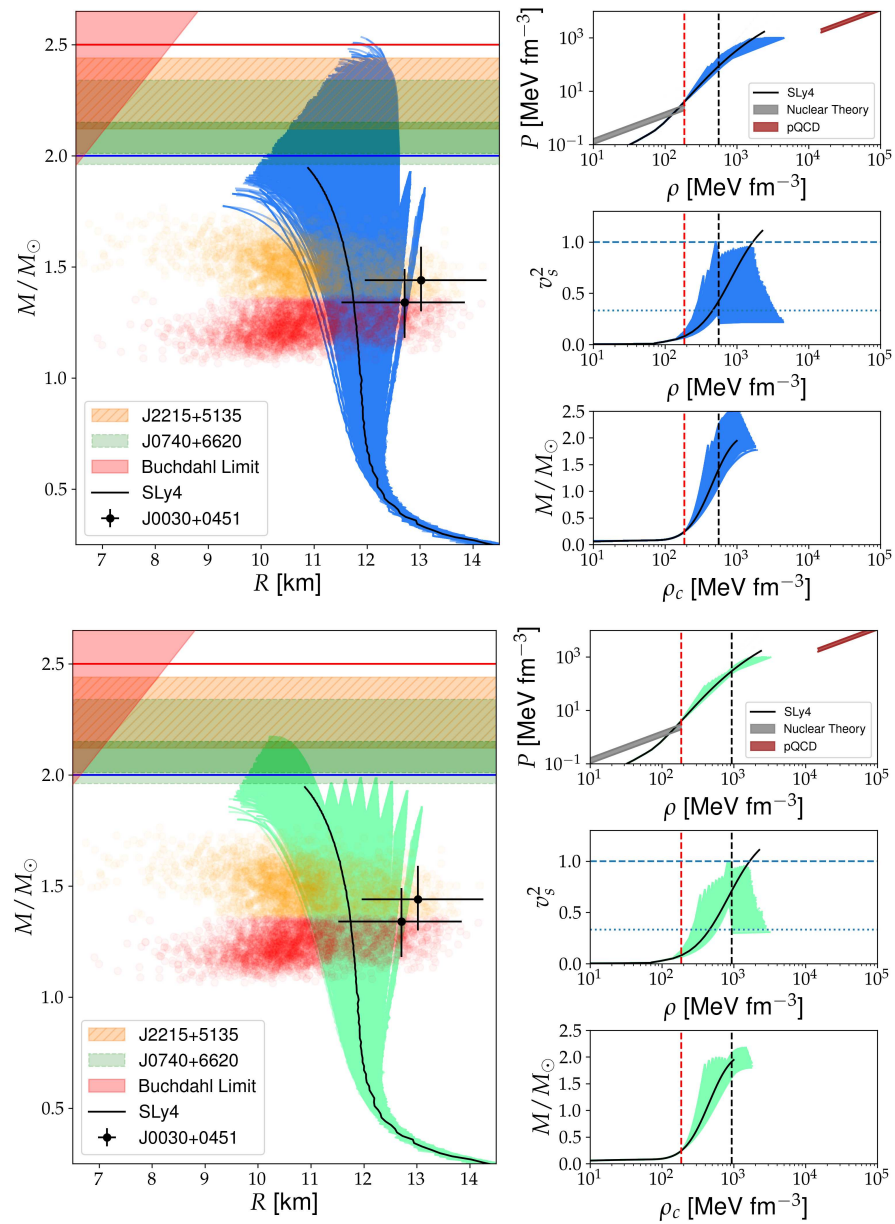 2.5
2.0
1.5
1.0
0.5
M/M⊙
7 8 9 10 11 12 13 14
R [km]
J2215+5135
J0740+6620
Buchdahl Limit
SLy4
J0030+0451
10³
10¹
10⁻¹
P [MeV fm⁻³]
SLy4
Nuclear Theory
pQCD
10¹ 10² 10³ 10⁴ 10⁵
ρ [MeV fm⁻³]
1.0
0.5
0.0
v_s²
10¹ 10² 10³ 10⁴ 10⁵
ρ [MeV fm⁻³]
2.5
2.0
1.5
1.0
0.5
0.0
M/M⊙
10¹ 10² 10³ 10⁴ 10⁵
ρ_c [MeV fm⁻³]
2.5
2.0
1.5
1.0
0.5
M/M⊙
7 8 9 10 11 12 13 14
R [km]
J2215+5135
J0740+6620
Buchdahl Limit
SLy4
J0030+0451
10³
10¹
10⁻¹
P [MeV fm⁻³]
SLy4
Nuclear Theory
pQCD
10¹ 10² 10³ 10⁴ 10⁵
ρ [MeV fm⁻³]
1.0
0.5
0.0
v_s²
10¹ 10² 10³ 10⁴ 10⁵
ρ [MeV fm⁻³]
2.5
2.0
1.5
1.0
0.5
0.0
M/M⊙
10¹ 10² 10³ 10⁴ 10⁵
ρ_c [MeV fm⁻³]